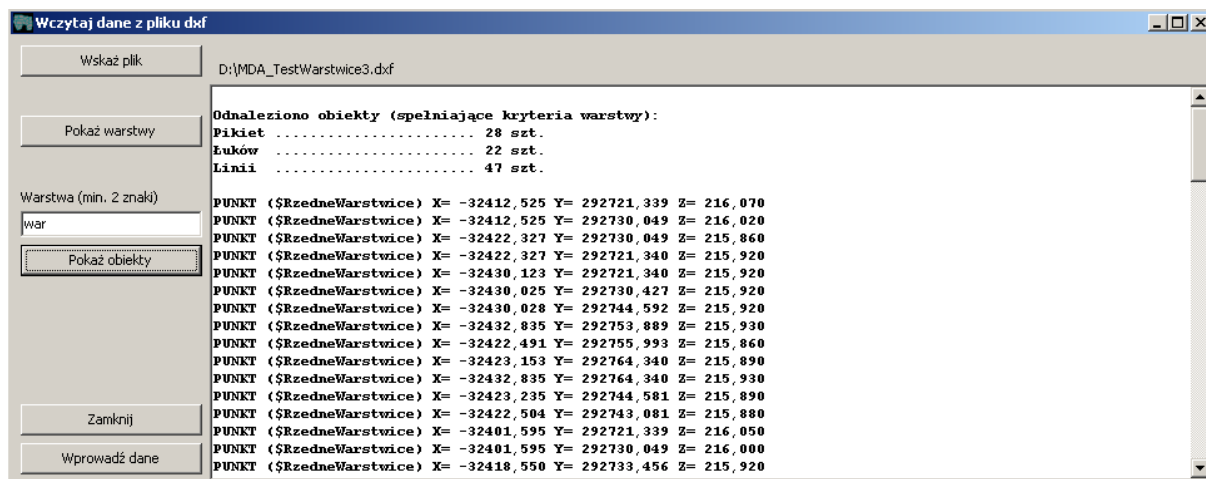 Wczytaj dane z pliku dxf
Wskaż plik
D:\MDA_TestWarstwice3.dxf
Pokaż warstwy
Warstwa (min. 2 znaki)
war
Pokaż obiekty
Zamknij
Wprowadź dane
Odnaleziono obiekty (spełniające kryteria warstwy):
Pikiet ....................... 28 szt.
Łuków ....................... 22 szt.
Linii ....................... 47 szt.
PUNKT ($RzedneWarstwice) X= -32412,525 Y= 292721,339 Z= 216,070
PUNKT ($RzedneWarstwice) X= -32412,525 Y= 292730,049 Z= 216,020
PUNKT ($RzedneWarstwice) X= -32422,327 Y= 292730,049 Z= 215,860
PUNKT ($RzedneWarstwice) X= -32422,327 Y= 292721,340 Z= 215,920
PUNKT ($RzedneWarstwice) X= -32430,123 Y= 292721,340 Z= 215,920
PUNKT ($RzedneWarstwice) X= -32430,025 Y= 292730,427 Z= 215,920
PUNKT ($RzedneWarstwice) X= -32430,028 Y= 292744,592 Z= 215,920
PUNKT ($RzedneWarstwice) X= -32432,835 Y= 292753,889 Z= 215,930
PUNKT ($RzedneWarstwice) X= -32422,491 Y= 292755,993 Z= 215,860
PUNKT ($RzedneWarstwice) X= -32423,153 Y= 292764,340 Z= 215,890
PUNKT ($RzedneWarstwice) X= -32432,835 Y= 292764,340 Z= 215,930
PUNKT ($RzedneWarstwice) X= -32423,235 Y= 292744,581 Z= 215,890
PUNKT ($RzedneWarstwice) X= -32422,504 Y= 292743,081 Z= 215,880
PUNKT ($RzedneWarstwice) X= -32401,595 Y= 292721,339 Z= 216,050
PUNKT ($RzedneWarstwice) X= -32401,595 Y= 292730,049 Z= 216,000
PUNKT ($RzedneWarstwice) X= -32418,550 Y= 292733,456 Z= 215,920